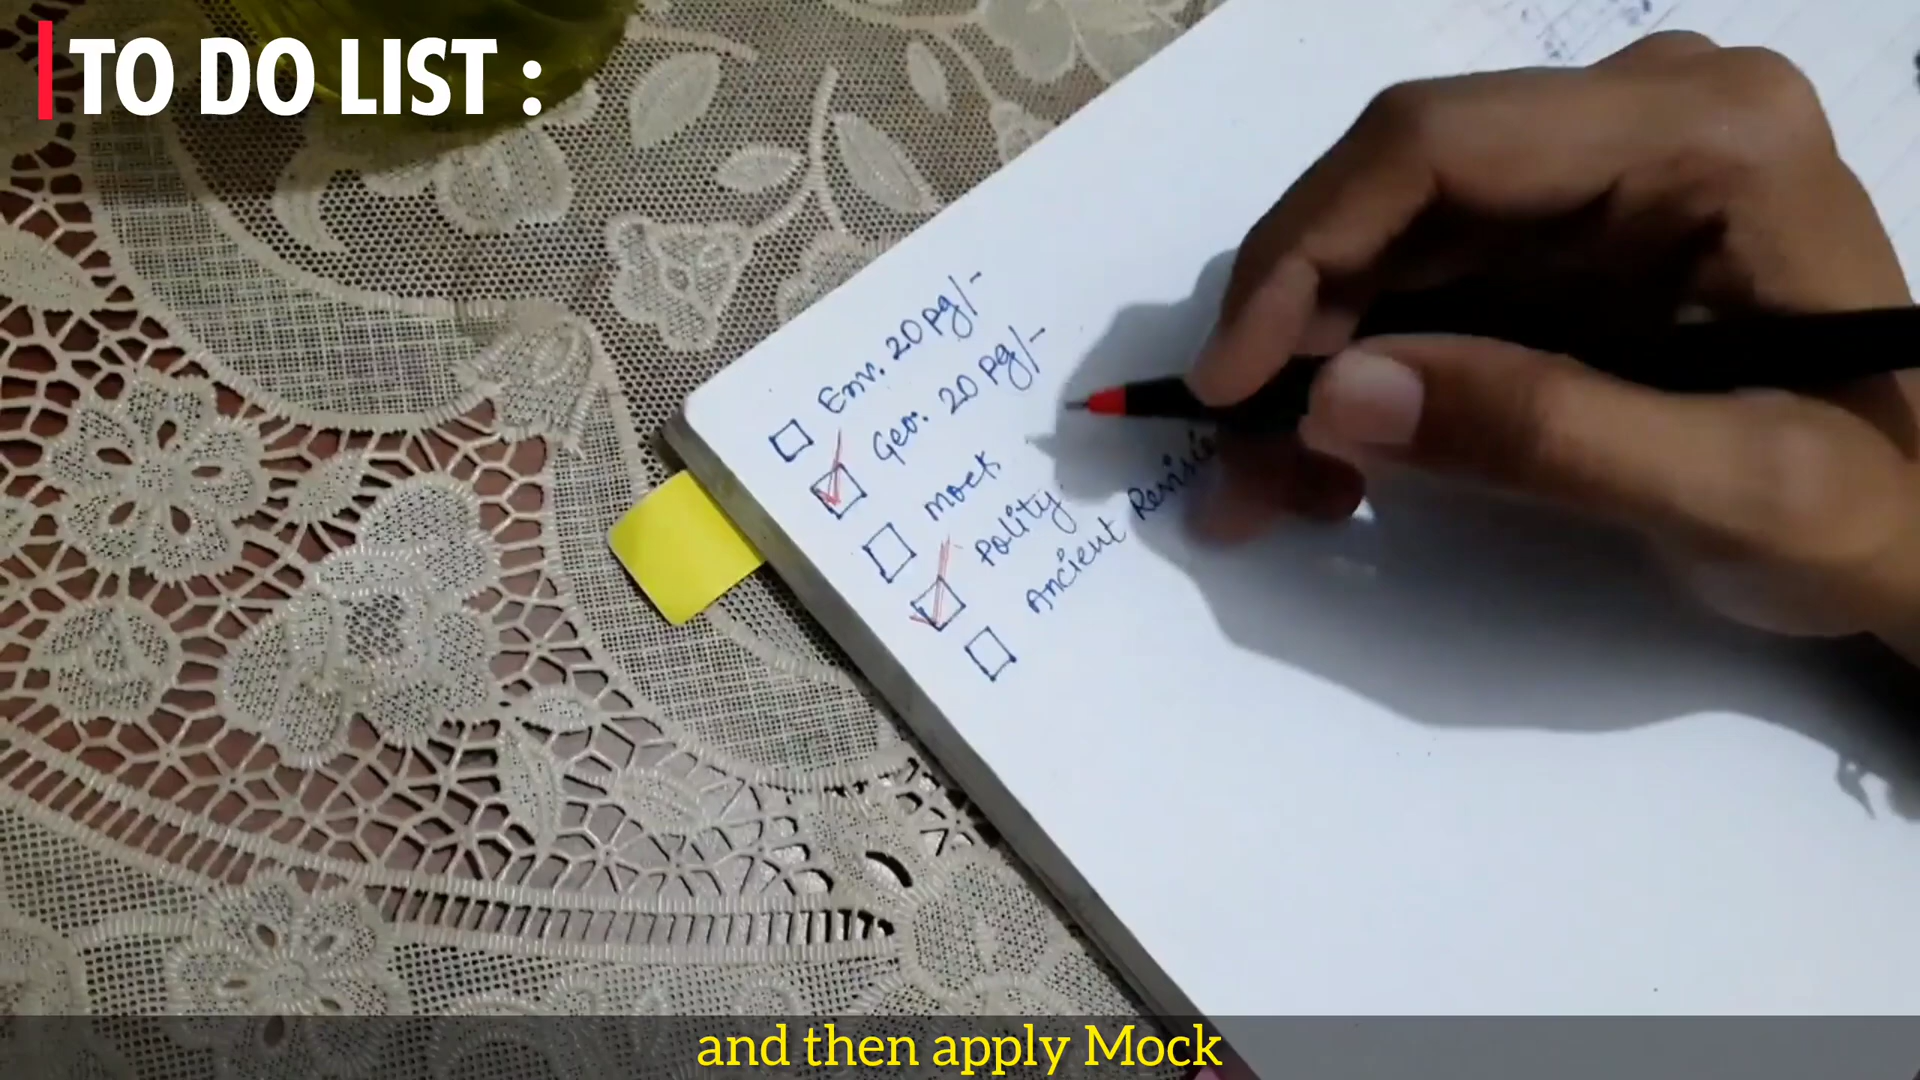 TO DO LIST :
Env. 20 pg/-
Geo. 20 pg/-
Mock
Polity.
Ancient
and then apply Mock